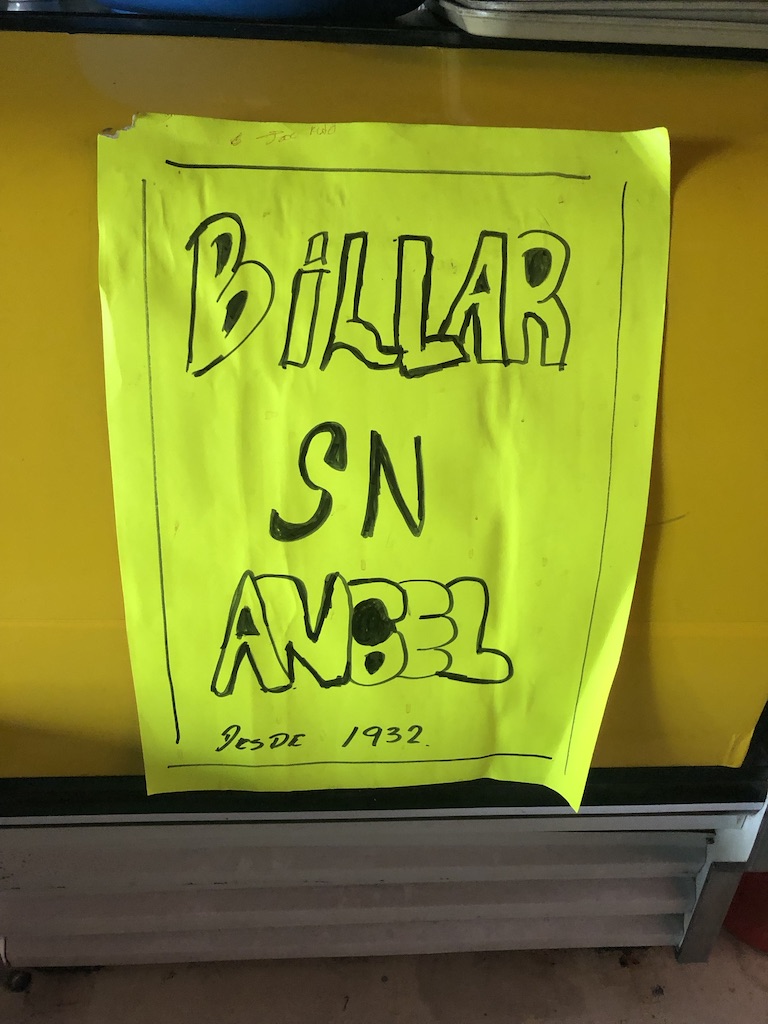 BiLLAR
SN
ANGEL
DESDE 1932.